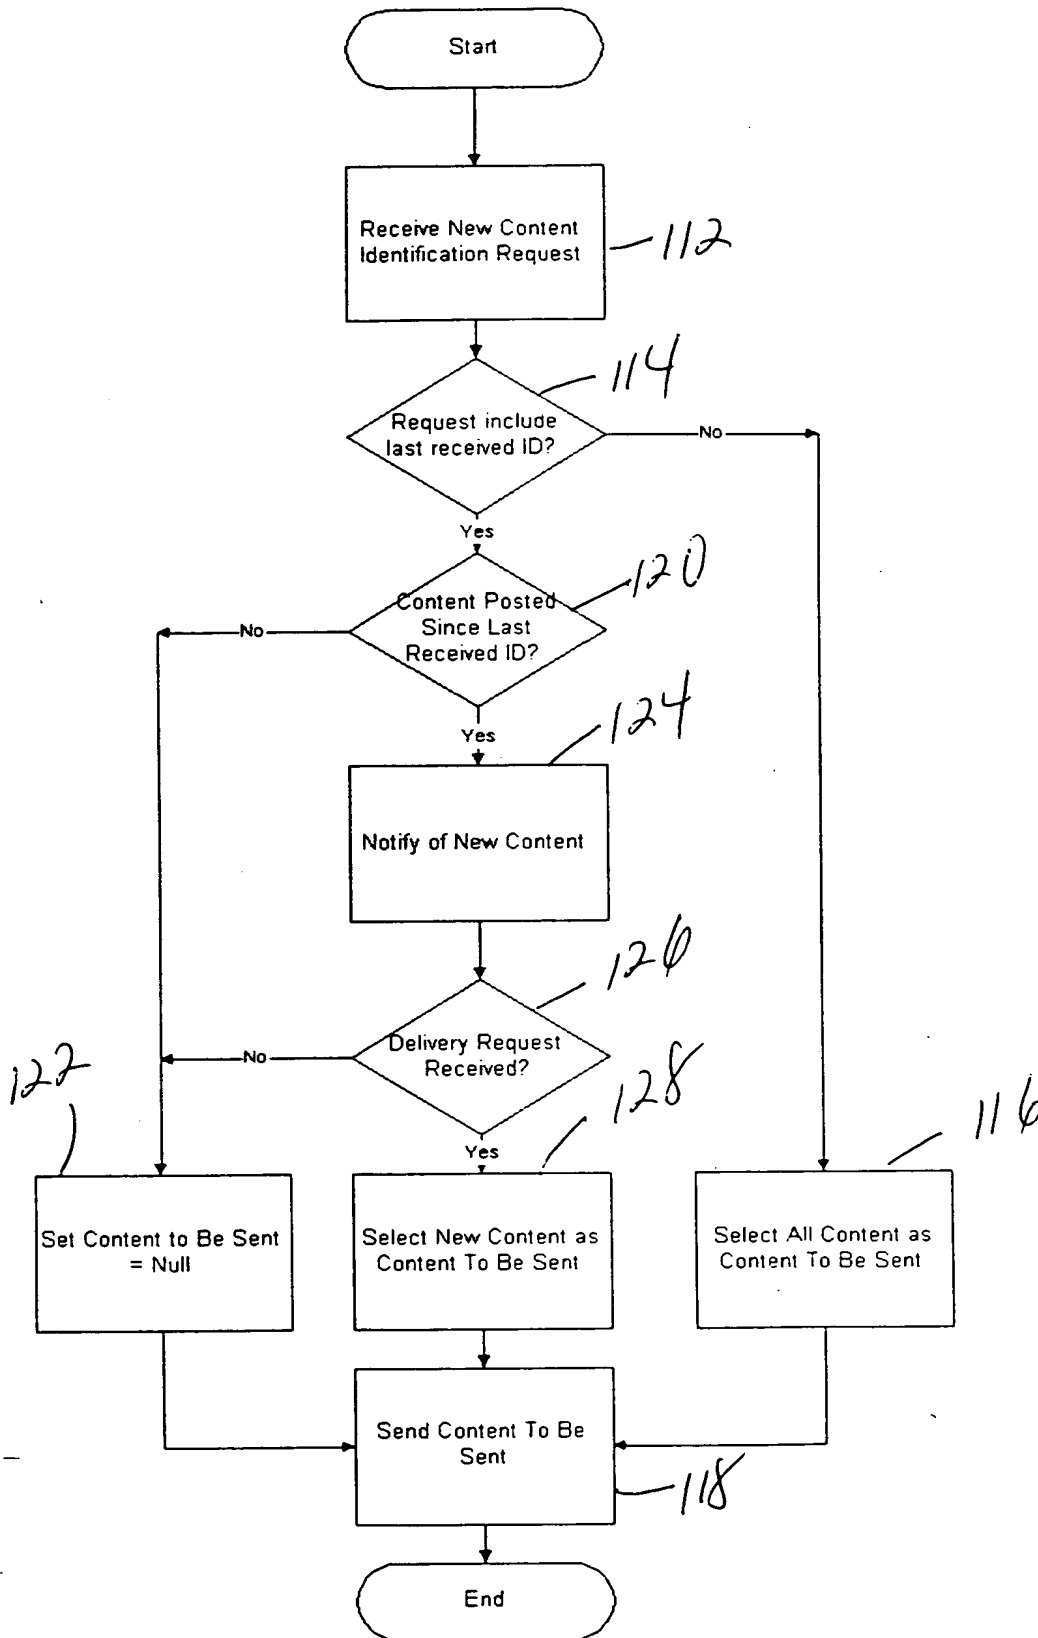 Start
Receive New Content
Identification Request
112
114
Request include
last received ID?
No
Yes
120
Content Posted
Since Last
Received ID?
No
124
Yes
Notify of New Content
126
Delivery Request
Received?
No
122
128
Yes
116
Set Content to Be Sent
= Null
Select New Content as
Content To Be Sent
Select All Content as
Content To Be Sent
Send Content To Be
Sent
118
End